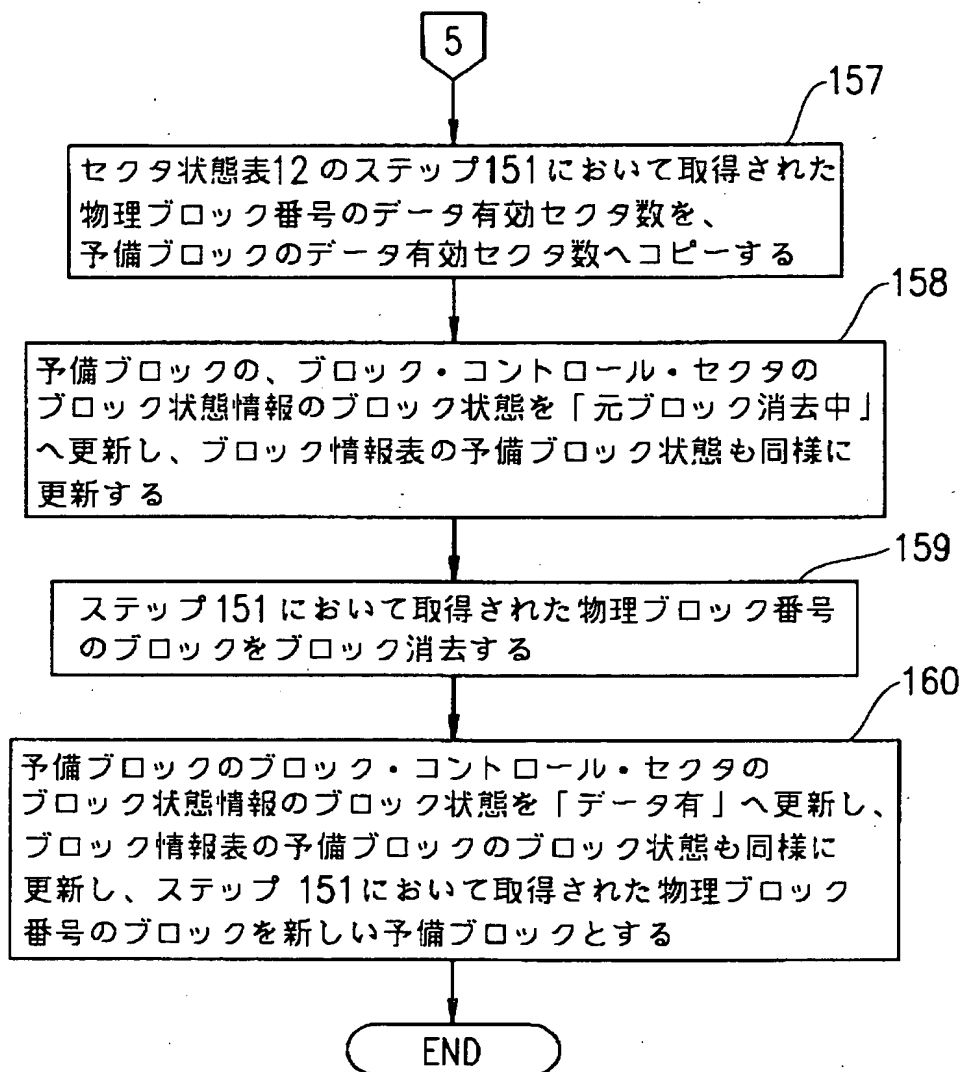 5
157
セクタ状態表12のステップ151において取得された
物理ブロック番号のデータ有効セクタ数を、
予備ブロックのデータ有効セクタ数へコピーする
158
予備ブロックの、ブロック・コントロール・セクタの
ブロック状態情報のブロック状態を「元ブロック消去中」
へ更新し、ブロック情報表の予備ブロック状態も同様に
更新する
159
ステップ151において取得された物理ブロック番号
のブロックをブロック消去する
160
予備ブロックのブロック・コントロール・セクタの
ブロック状態情報のブロック状態を「データ有」へ更新し、
ブロック情報表の予備ブロックのブロック状態も同様に
更新し、ステップ 151において取得された物理ブロック
番号のブロックを新しい予備ブロックとする
END